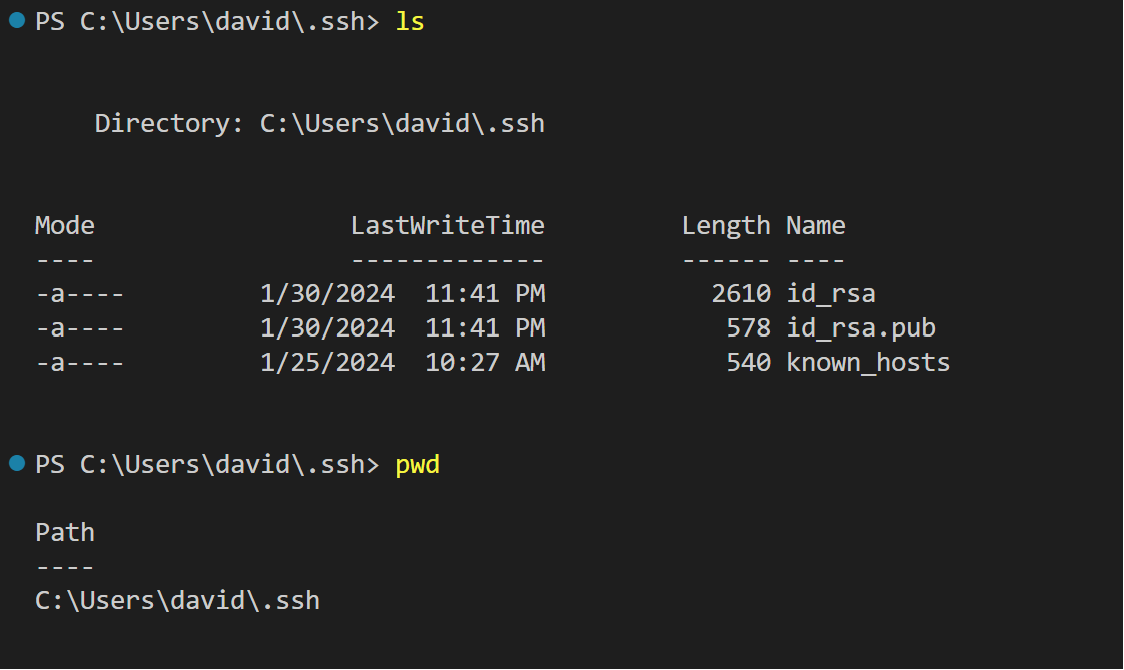 PS C:\Users\david\.ssh> ls
Directory: C:\Users\david\.ssh
Mode                 LastWriteTime         Length Name
----                 -------------         ------ ----
-a----         1/30/2024  11:41 PM           2610 id_rsa
-a----         1/30/2024  11:41 PM            578 id_rsa.pub
-a----         1/25/2024  10:27 AM            540 known_hosts
PS C:\Users\david\.ssh> pwd
Path
----
C:\Users\david\.ssh